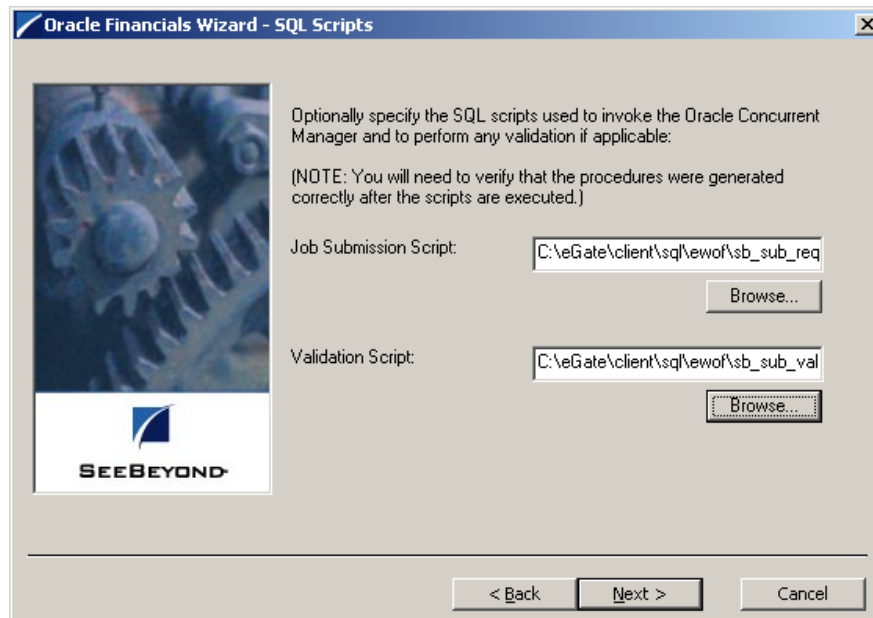 Oracle Financials Wizard - SQL Scripts
Optionally specify the SQL scripts used to invoke the Oracle Concurrent
Manager and to perform any validation if applicable:
(NOTE: You will need to verify that the procedures were generated
correctly after the scripts are executed.)
Job Submission Script:
C:\eGate\client\sql\ewof\sb_sub_req
Browse...
Validation Script:
C:\eGate\client\sql\ewof\sb_sub_val
Browse...
SEEBEYOND
< Back
Next >
Cancel